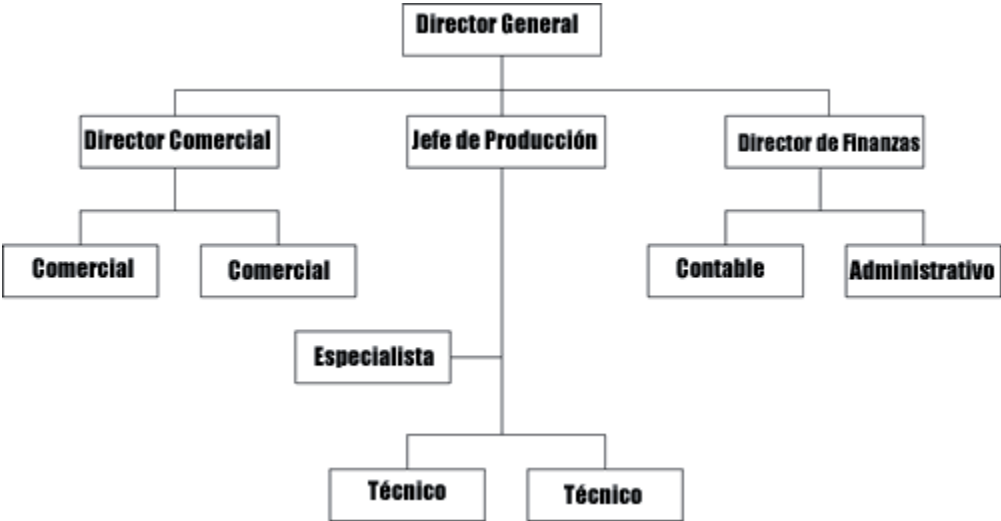 Director General
Director Comercial
Jefe de Producción
Director de Finanzas
Comercial
Comercial
Contable
Administrativo
Especialista
Técnico
Técnico